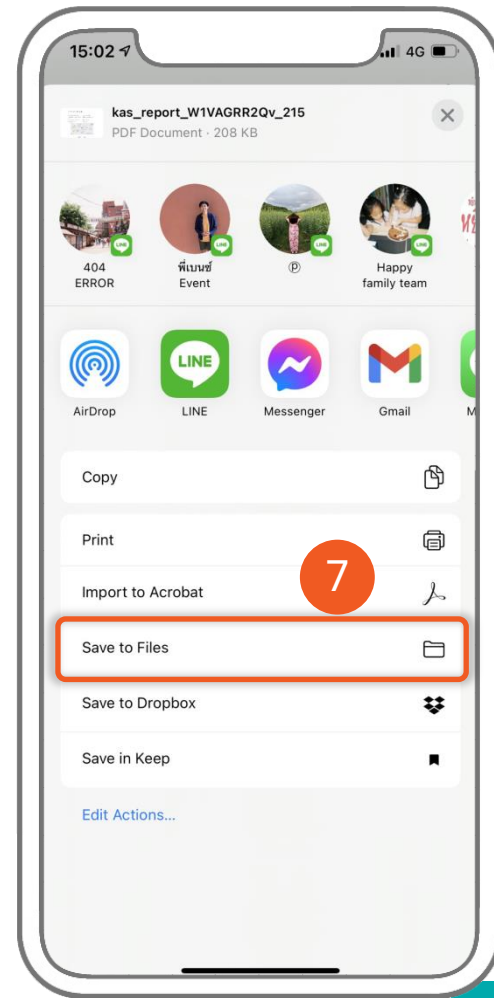 15:02
4G
kas_report_W1VAGRR2Qv_215
PDF Document · 208 KB
404
ERROR
พี่เบนซ์
Event
ⓟ
Happy
family team
AirDrop
LINE
Messenger
Gmail
M
Copy
Print
7
Import to Acrobat
Save to Files
Save to Dropbox
Save in Keep
Edit Actions...